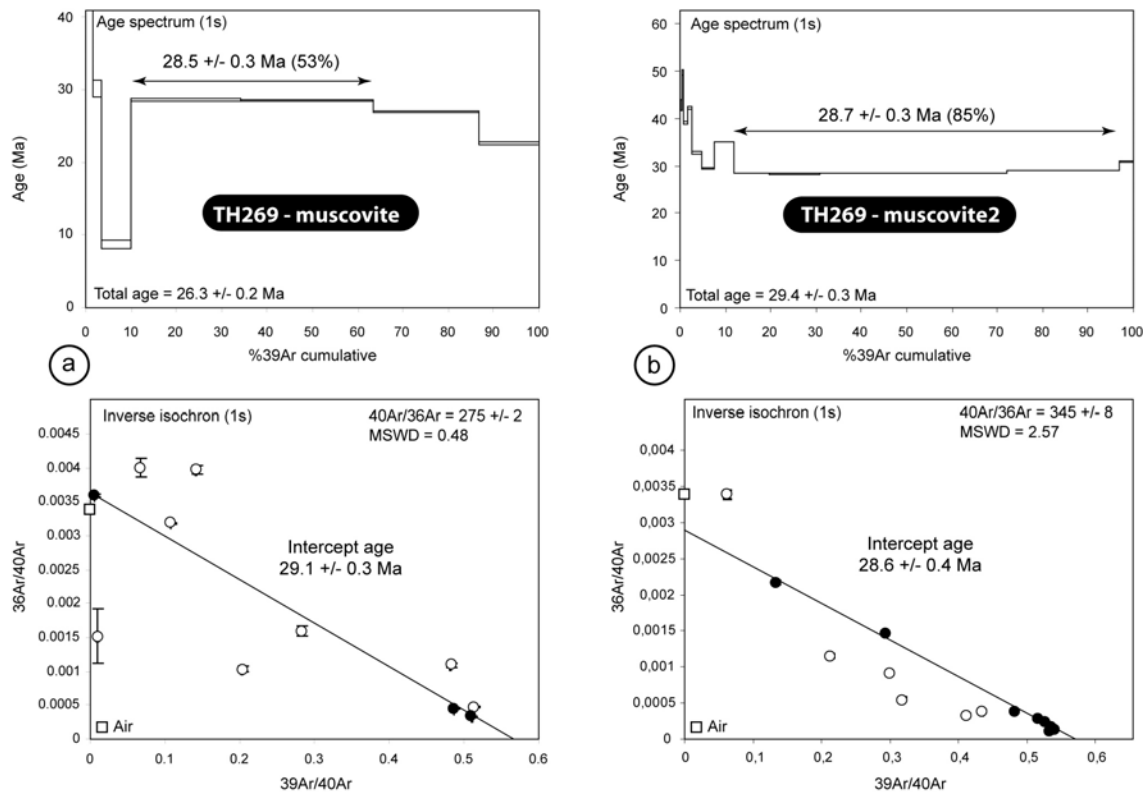 Age spectrum (1s)
28.5 +/- 0.3 Ma (53%)
TH269 - muscovite
Total age = 26.3 +/- 0.2 Ma
40
30
20
10
0
Age (Ma)
0 10 20 30 40 50 60 70 80 90 100
%39Ar cumulative
Age spectrum (1s)
28.7 +/- 0.3 Ma (85%)
TH269 - muscovite2
Total age = 29.4 +/- 0.3 Ma
60
50
40
30
20
10
0
Age (Ma)
0 10 20 30 40 50 60 70 80 90 100
%39Ar cumulative
a
Inverse isochron (1s)
40Ar/36Ar = 275 +/- 2
MSWD = 0.48
Intercept age
29.1 +/- 0.3 Ma
Air
0.0045
0.004
0.0035
0.003
0.0025
0.002
0.0015
0.001
0.0005
0
36Ar/40Ar
0 0.1 0.2 0.3 0.4 0.5 0.6
39Ar/40Ar
b
Inverse isochron (1s)
40Ar/36Ar = 345 +/- 8
MSWD = 2.57
Intercept age
28.6 +/- 0.4 Ma
Air
0,0045
0,004
0,0035
0,003
0,0025
0,002
0,0015
0,001
0,0005
0
36Ar/40Ar
0 0,1 0,2 0,3 0,4 0,5 0,6
39Ar/40Ar